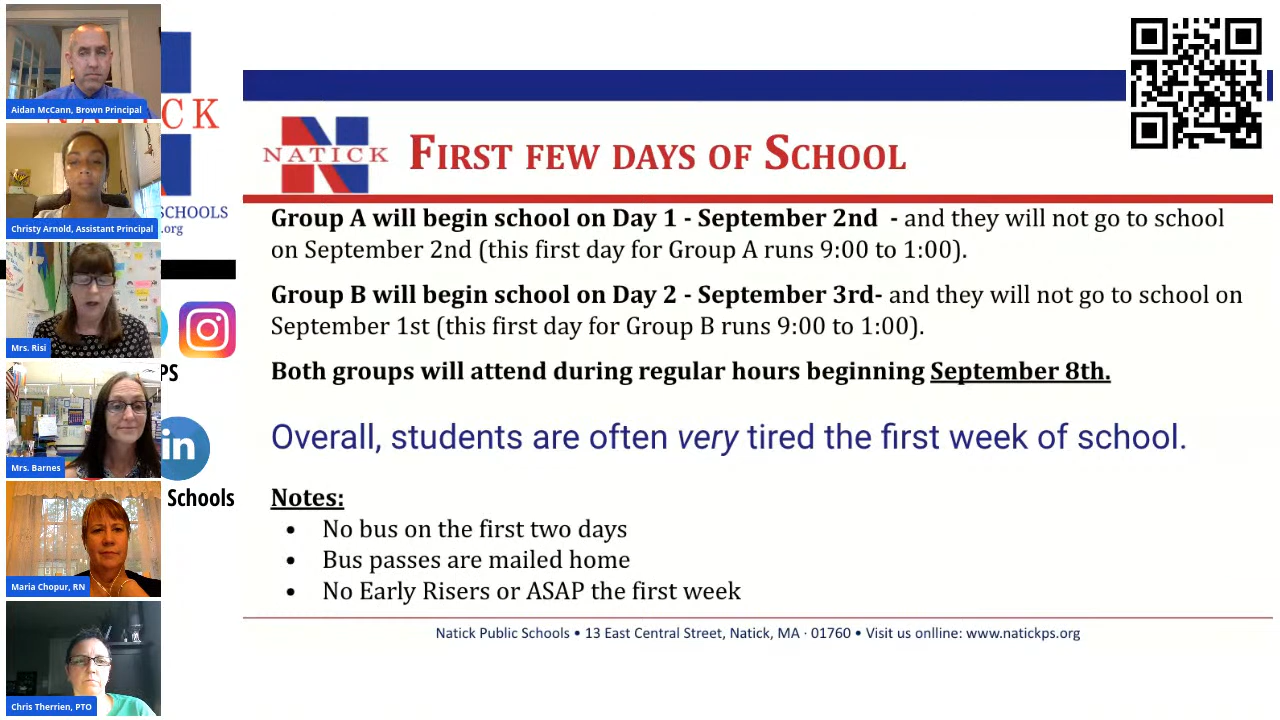 Aidan McCann, Brown Principal
Christy Arnold, Assistant Principal
Mrs. Risi
Mrs. Barnes
Maria Chopur, RN
Chris Therrien, PTO
CK
SCHOOLS
.org
PS
in
Schools
NATICK
FIRST FEW DAYS OF SCHOOL
Group A will begin school on Day 1 - September 2nd - and they will not go to school
on September 2nd (this first day for Group A runs 9:00 to 1:00).
Group B will begin school on Day 2 - September 3rd- and they will not go to school on
September 1st (this first day for Group B runs 9:00 to 1:00).
Both groups will attend during regular hours beginning September 8th.
Overall, students are often very tired the first week of school.
Notes:
• No bus on the first two days
• Bus passes are mailed home
• No Early Risers or ASAP the first week
Natick Public Schools • 13 East Central Street, Natick, MA · 01760 • Visit us onlline: www.natickps.org